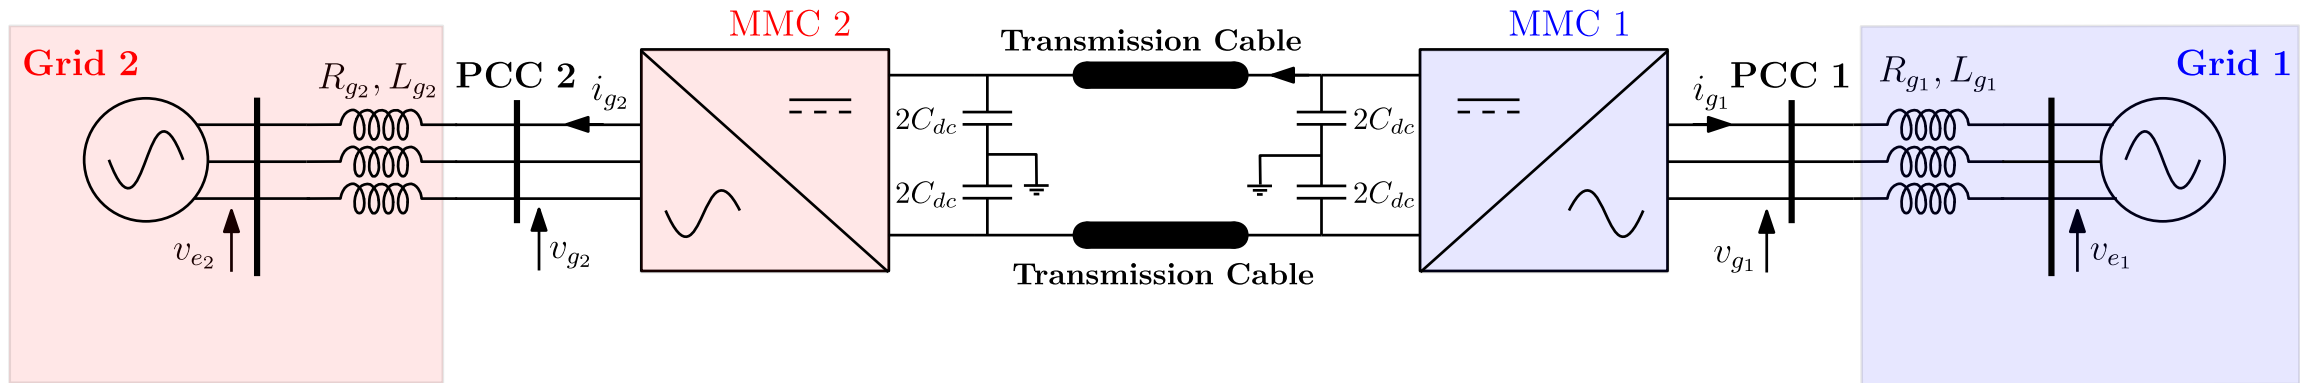 MMC 2
MMC 1
Transmission Cable
Grid 2
Grid 1
R_{g_2}, L_{g_2}
PCC 2
i_{g_2}
i_{g_1}
PCC 1
R_{g_1}, L_{g_1}
2C_{dc}
2C_{dc}
2C_{dc}
2C_{dc}
v_{e_2}
v_{g_2}
v_{g_1}
v_{e_1}
Transmission Cable